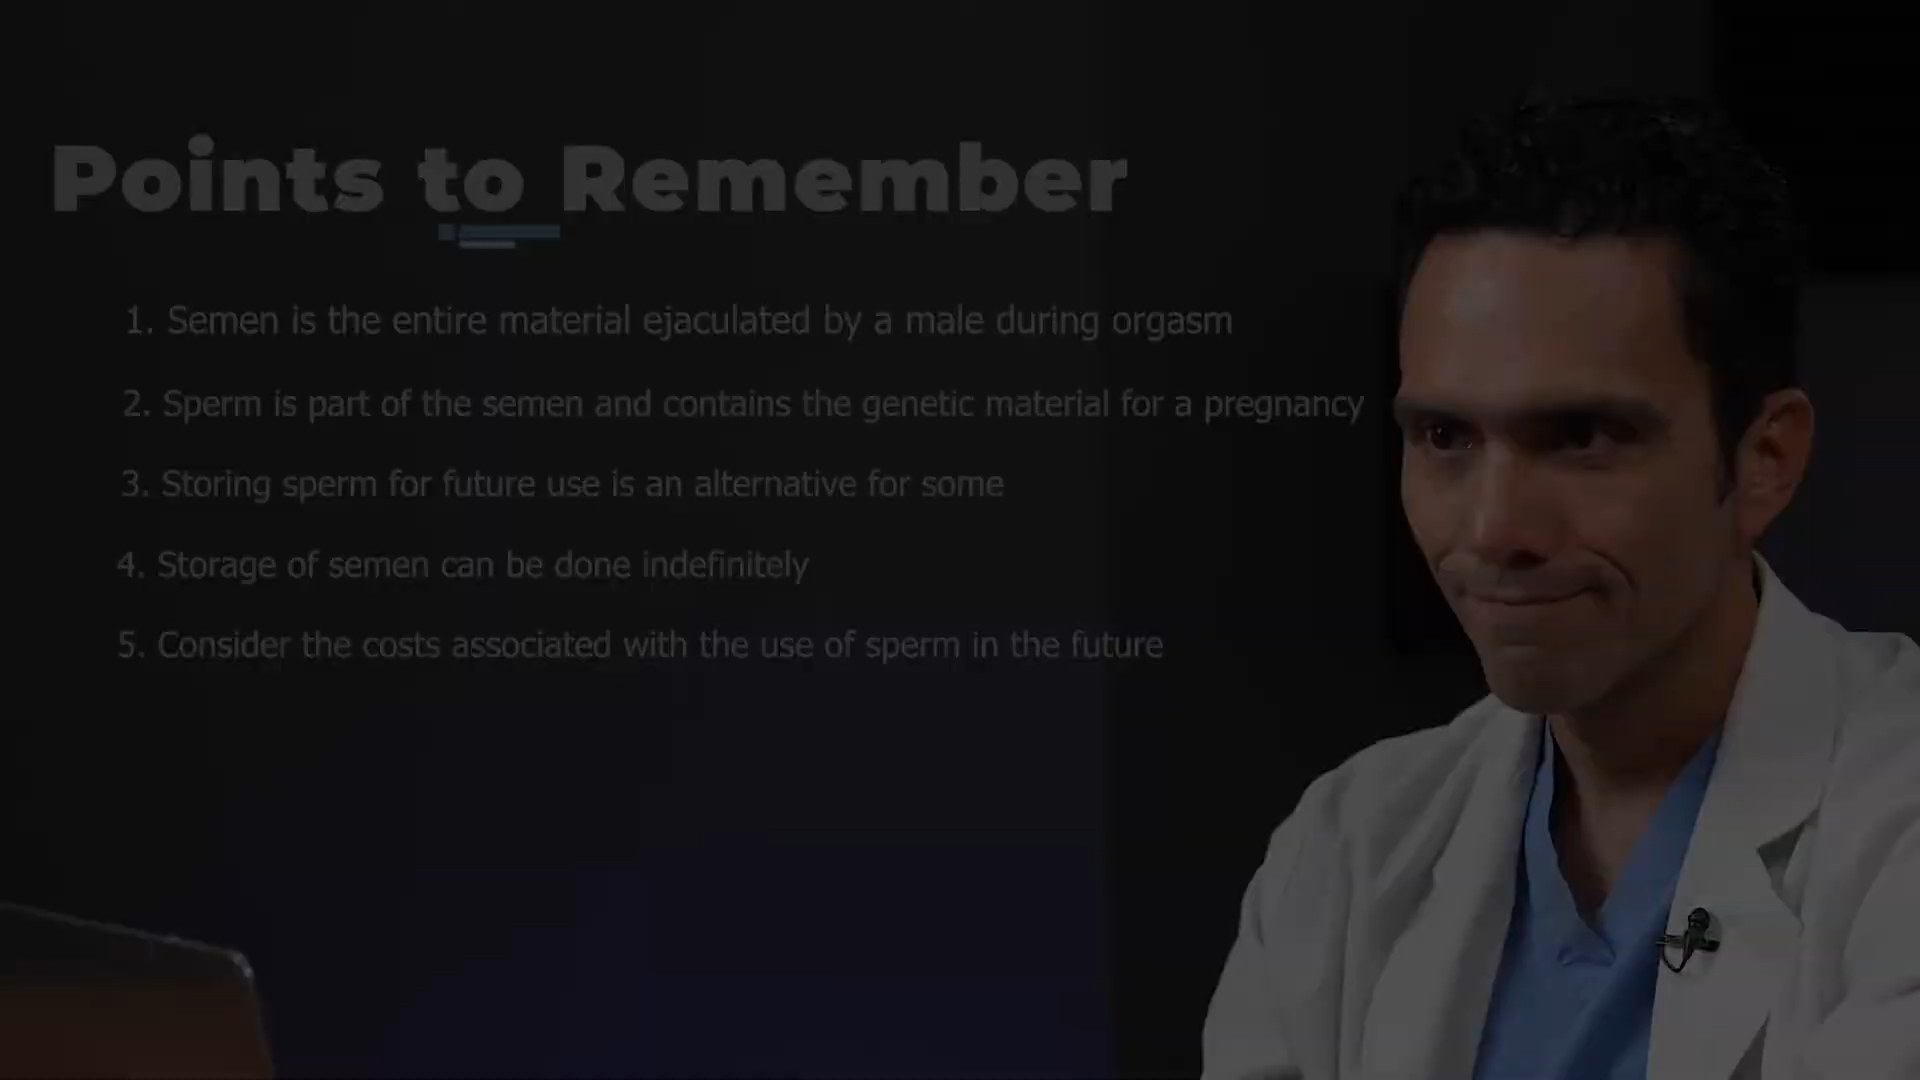 Points to Remember
1. Semen is the entire material ejaculated by a male during orgasm
2. Sperm is part of the semen and contains the genetic material for a pregnancy
3. Storing sperm for future use is an alternative for some
4. Storage of semen can be done indefinitely
5. Consider the costs associated with the use of sperm in the future